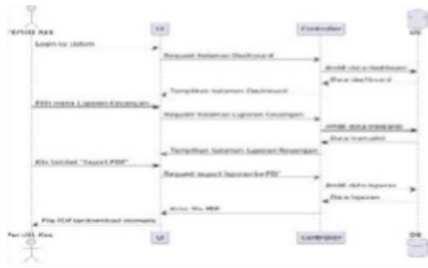 UI
Controller
DB
Login ke sistem
Request halaman Dashboard
Ambil data dashboard
Data dashboard
Tampilkan halaman Dashboard
Pilih menu Laporan Keuangan
Request halaman Laporan Keuangan
Ambil data transaksi
Data transaksi
Tampilkan halaman Laporan Keuangan
Klik tombol "Export PDF"
Request export laporan ke PDF
Ambil data laporan
Data laporan
Kirim file PDF
File PDF terdownload otomatis
UI
Controller
DB